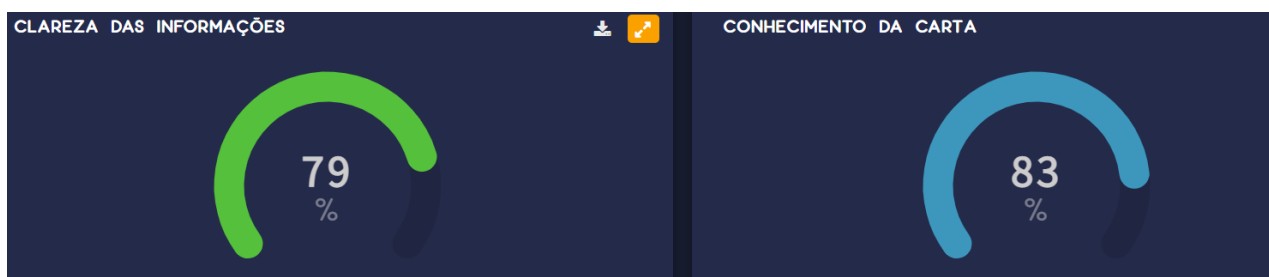 CLAREZA DAS INFORMAÇÕES
79
%
CONHECIMENTO DA CARTA
83
%